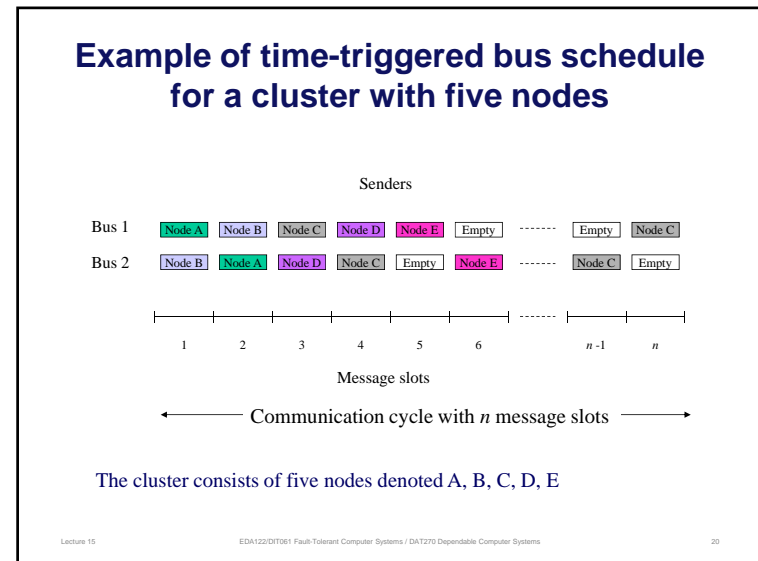 Example of time-triggered bus schedule
for a cluster with five nodes
Senders
Bus 1 Node A Node B Node C Node D Node E Empty Empty Node C
Bus 2 Node B Node A Node D Node C Empty Node E Node C Empty
1 2 3 4 5 6 n -1 n
Message slots
Communication cycle with n message slots
The cluster consists of five nodes denoted A, B, C, D, E
Lecture 15 EDA122/DIT061 Fault-Tolerant Computer Systems / DAT270 Dependable Computer Systems 20